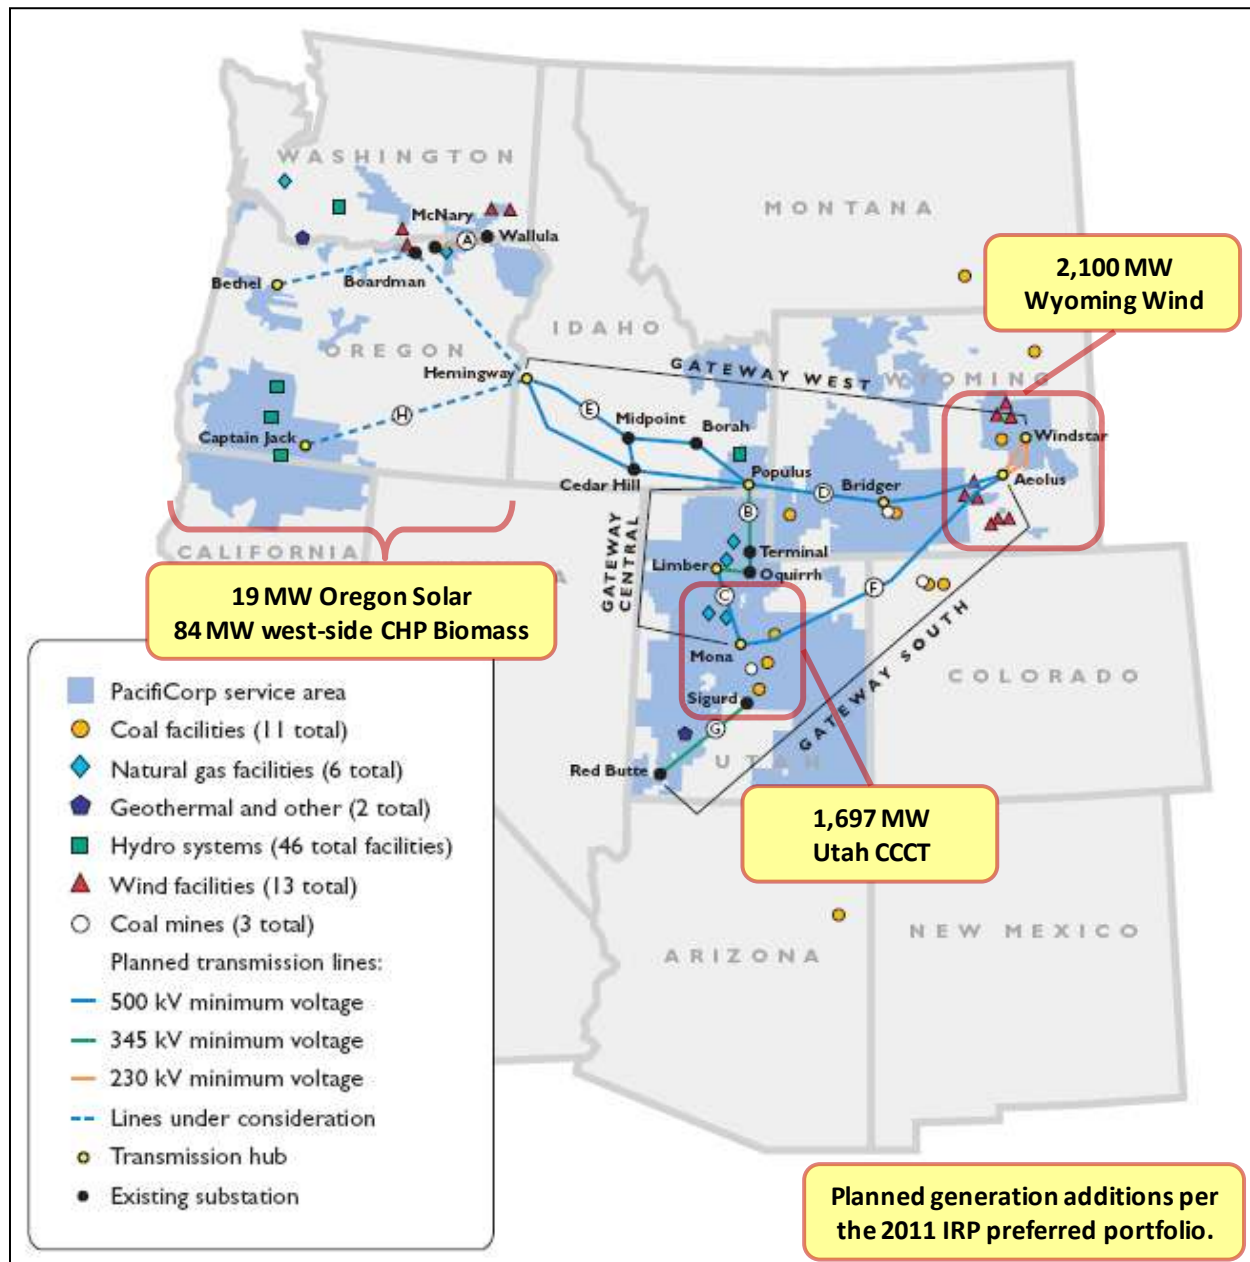 WASHINGTON
MONTANA
McNary
A
Wallula
Boardman
Bethel
2,100 MW
Wyoming Wind
IDAHO
OREGON
Hemingway
GATEWAY WEST
WYOMING
H
E
Midpoint
Borah
Captain Jack
Windstar
Cedar Hill
Populus
Bridger
Aeolus
D
B
CALIFORNIA
GATEWAY
CENTRAL
Terminal
Limber
Oquirrh
A
19 MW Oregon Solar
84 MW west-side CHP Biomass
C
F
Mona
GATEWAY SOUTH
COLORADO
Sigurd
G
UTAH
Red Butte
1,697 MW
Utah CCCT
ARIZONA
NEW MEXICO
PacifiCorp service area
Coal facilities (11 total)
Natural gas facilities (6 total)
Geothermal and other (2 total)
Hydro systems (46 total facilities)
Wind facilities (13 total)
Coal mines (3 total)
Planned transmission lines:
500 kV minimum voltage
345 kV minimum voltage
230 kV minimum voltage
Lines under consideration
Transmission hub
Existing substation
Planned generation additions per
the 2011 IRP preferred portfolio.